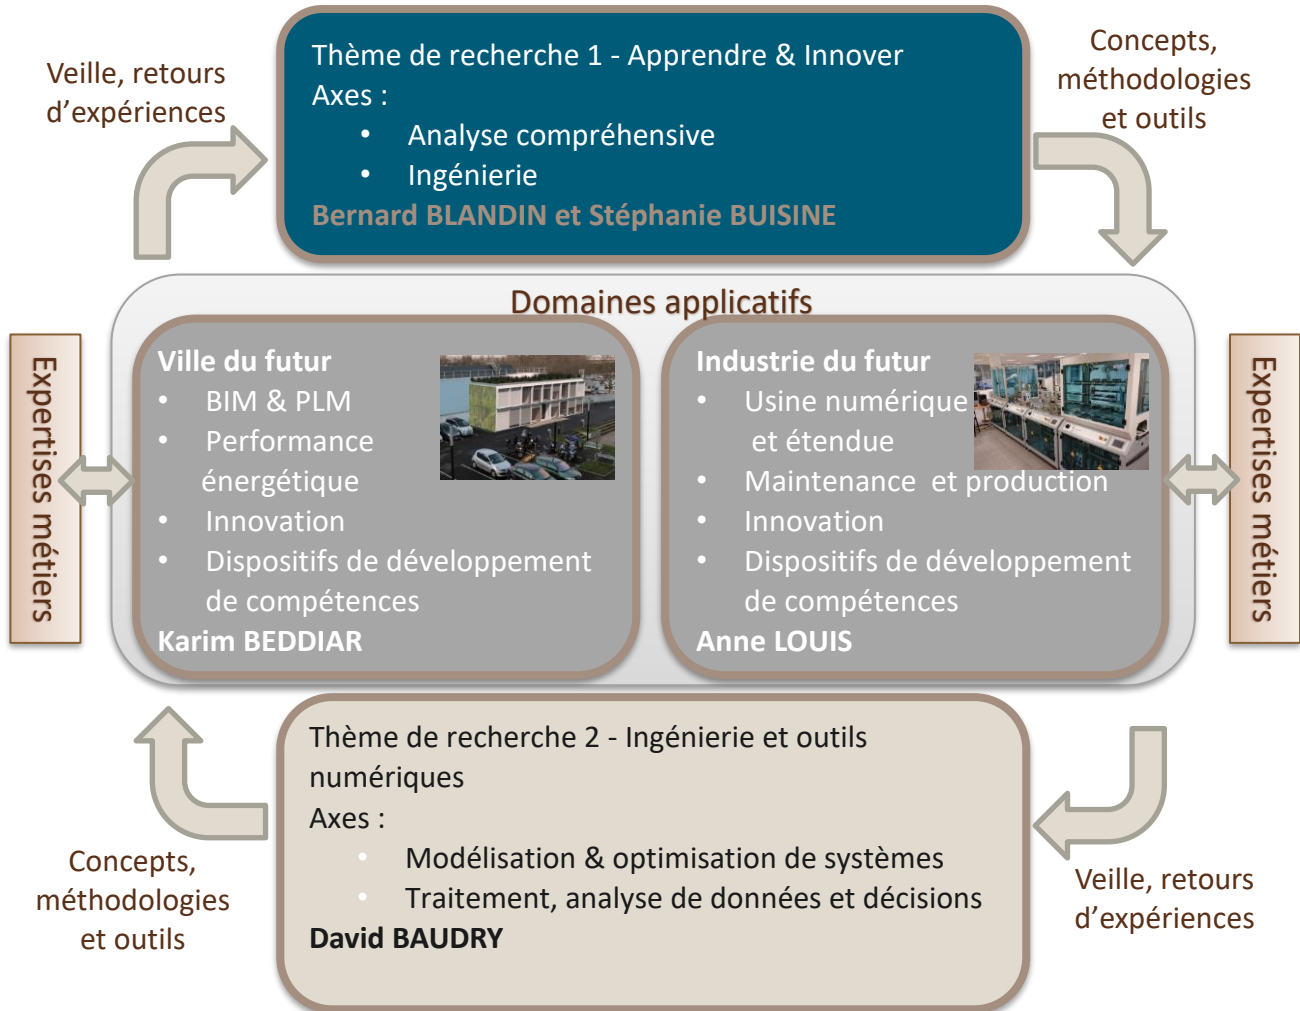 Veille, retours
d’expériences
Thème de recherche 1 - Apprendre & Innover
Axes :
• Analyse compréhensive
• Ingénierie
Bernard BLANDIN et Stéphanie BUISINE
Concepts,
méthodologies
et outils
Domaines applicatifs
Expertises métiers
Ville du futur
• BIM & PLM
• Performance
énergétique
• Innovation
• Dispositifs de développement
de compétences
Karim BEDDIAR
Industrie du futur
• Usine numérique
et étendue
• Maintenance et production
• Innovation
• Dispositifs de développement
de compétences
Anne LOUIS
Expertises métiers
Thème de recherche 2 - Ingénierie et outils
numériques
Axes :
• Modélisation & optimisation de systèmes
• Traitement, analyse de données et décisions
David BAUDRY
Concepts,
méthodologies
et outils
Veille, retours
d’expériences